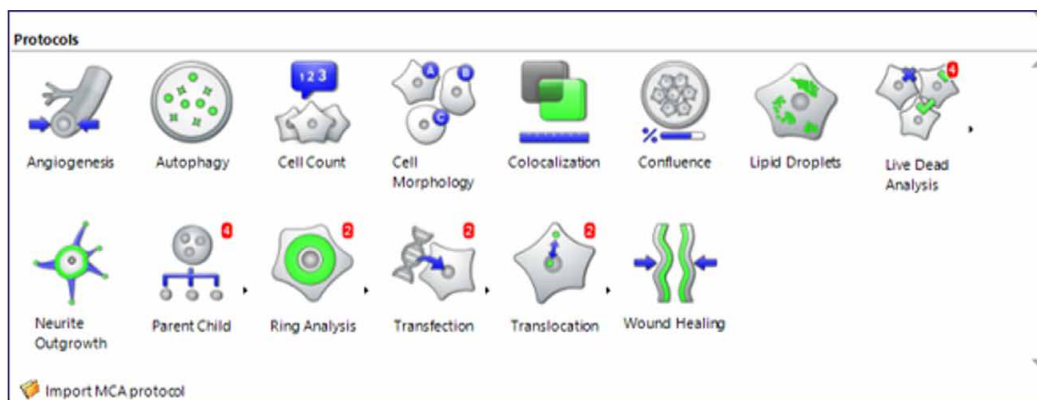 Protocols
1 2 3
A
B
C
4
Angiogenesis
Autophagy
Cell Count
Cell
Morphology
Colocalization
%
Confluence
Lipid Droplets
Live Dead
Analysis
4
2
2
2
Neurite
Outgrowth
Parent Child
Ring Analysis
Transfection
Translocation
Wound Healing
Import MCA protocol